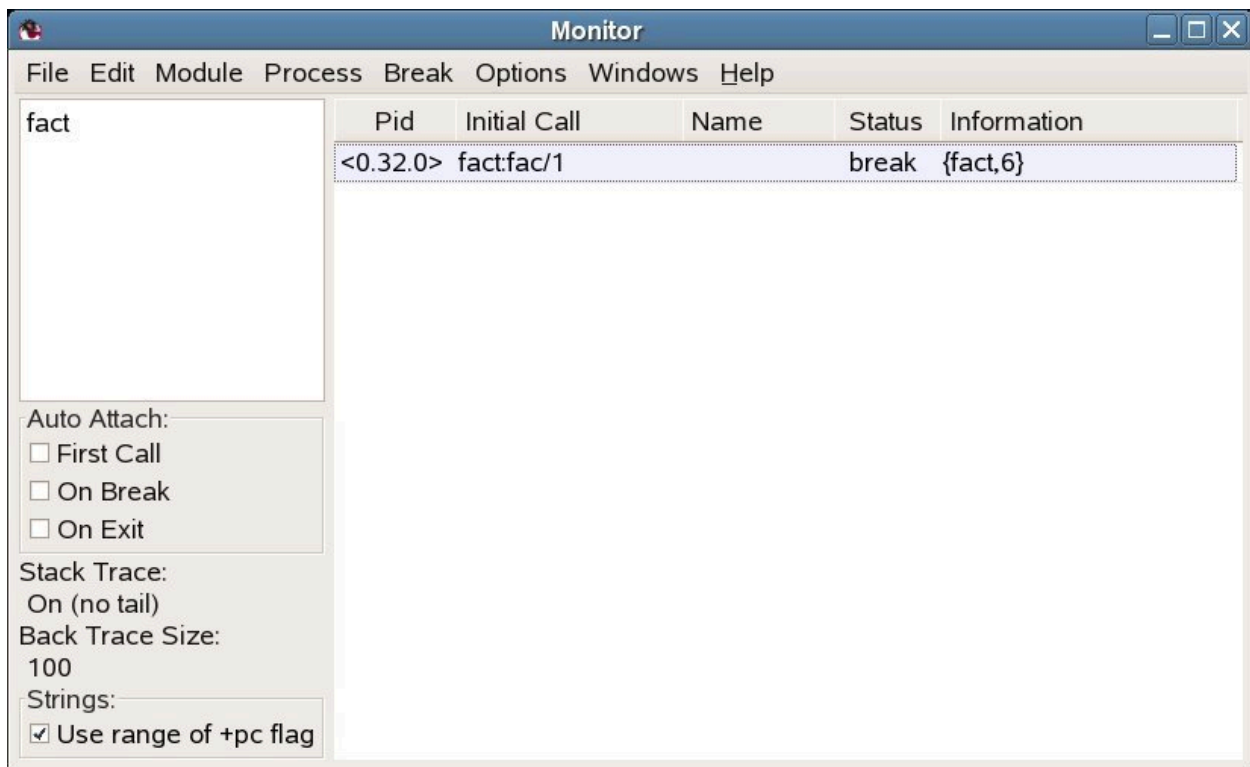 Monitor
File Edit Module Process Break Options Windows Help
fact
Pid Initial Call Name Status Information
<0.32.0> fact:fac/1 break {fact,6}
Auto Attach:
First Call
On Break
On Exit
Stack Trace:
On (no tail)
Back Trace Size:
100
Strings:
Use range of +pc flag